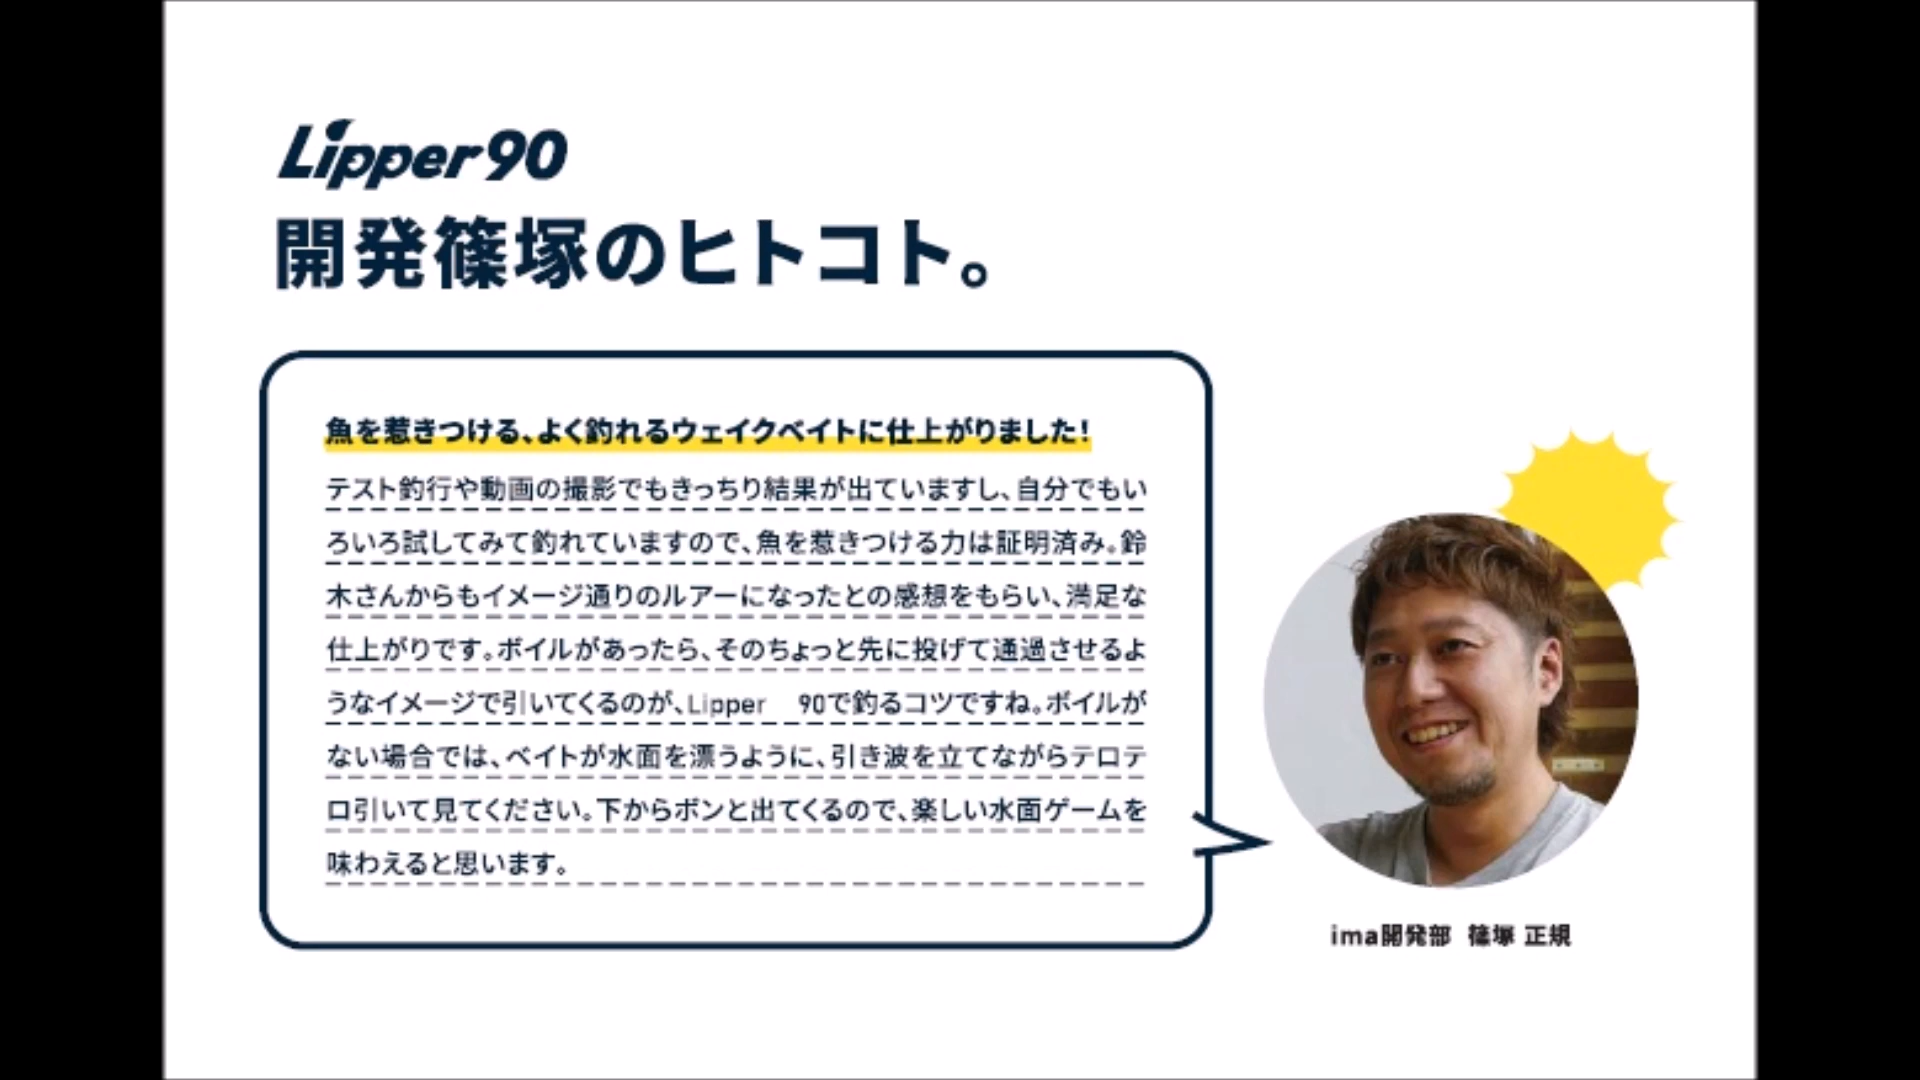 Lipper90
開発篠塚のヒトコト。
魚を惹きつける、よく釣れるウェイクベイトに仕上がりました!
テスト釣行や動画の撮影でもきっちり結果が出ていますし、自分でもい
ろいろ試してみて釣れていますので、魚を惹きつける力は証明済み。鈴
木さんからもイメージ通りのルアーになったとの感想をもらい、満足な
仕上がりです。ボイルがあったら、そのちょっと先に投げて通過させるよ
うなイメージで引いてくるのが、Lipper　90で釣るコツですね。ボイルが
ない場合では、ベイトが水面を漂うように、引き波を立てながらテロテ
ロ引いて見てください。下からボンと出てくるので、楽しい水面ゲームを
味わえると思います。
ima開発部 篠塚 正規